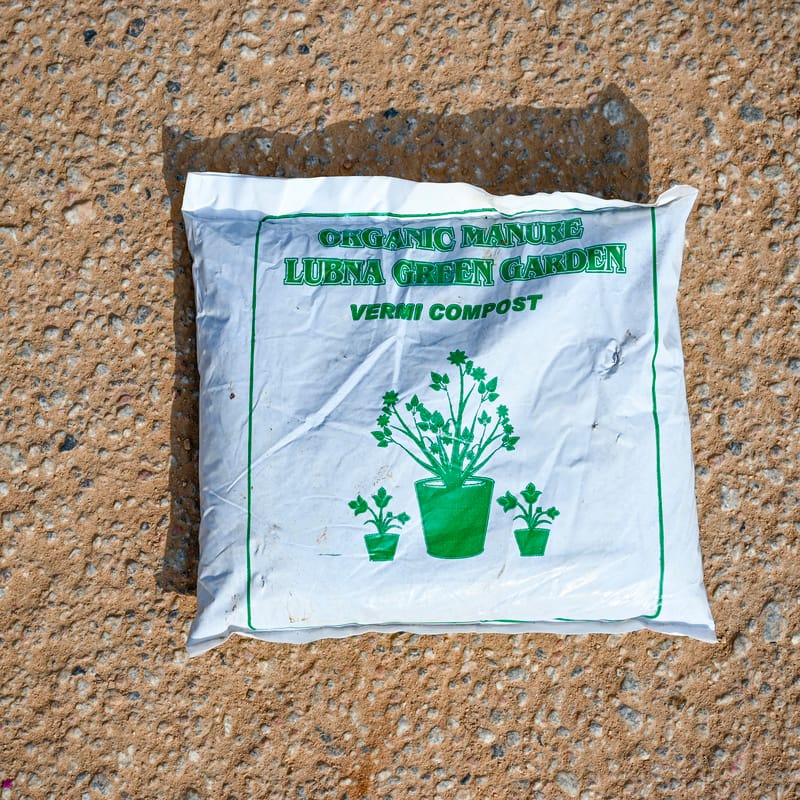 ORGANIC MANURE
LUBNA GREEN GARDEN
VERMI COMPOST